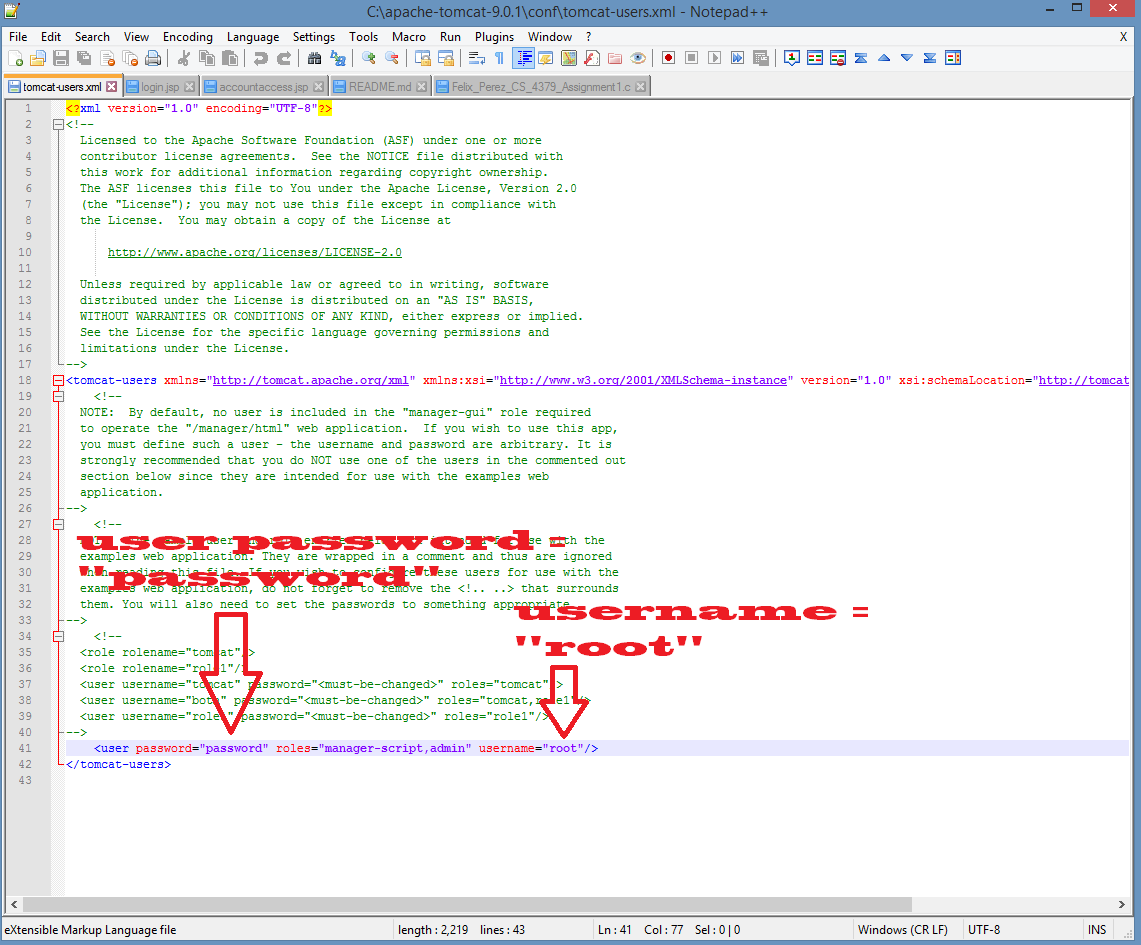 C:\apache-tomcat-9.0.1\conf\tomcat-users.xml - Notepad++
File Edit Search View Encoding Language Settings Tools Macro Run Plugins Window ? X
tomcat-users.xml login.jsp accountaccess.jsp README.md Felix_Perez_CS_4379_Assignment1.c
1 <?xml version="1.0" encoding="UTF-8"?>
2 <!--
3 Licensed to the Apache Software Foundation (ASF) under one or more
4 contributor license agreements. See the NOTICE file distributed with
5 this work for additional information regarding copyright ownership.
6 The ASF licenses this file to You under the Apache License, Version 2.0
7 (the "License"); you may not use this file except in compliance with
8 the License. You may obtain a copy of the License at
9
10 http://www.apache.org/licenses/LICENSE-2.0
11
12 Unless required by applicable law or agreed to in writing, software
13 distributed under the License is distributed on an "AS IS" BASIS,
14 WITHOUT WARRANTIES OR CONDITIONS OF ANY KIND, either express or implied.
15 See the License for the specific language governing permissions and
16 limitations under the License.
17 -->
18 <tomcat-users xmlns="http://tomcat.apache.org/xml" xmlns:xsi="http://www.w3.org/2001/XMLSchema-instance" version="1.0" xsi:schemaLocation="http://tomcat
19 <!--
20 NOTE: By default, no user is included in the "manager-gui" role required
21 to operate the "/manager/html" web application. If you wish to use this app,
22 you must define such a user - the username and password are arbitrary. It is
23 strongly recommended that you do NOT use one of the users in the commented out
24 section below since they are intended for use with the examples web
25 application.
26 -->
27 <!--
user password =
"password"
28 with the
29 examples web application. They are wrapped in a comment and thus are ignored
30 these users for use with the
31 web application, do not forget to remove the <!.. ..> that surrounds
32 them. You will also need to set the passwords to something appropriate
username =
"root"
33 -->
34 <!--
35 <role rolename="tomcat"/>
36 <role rolename="role1"/>
37 <user username="tomcat" password="<must-be-changed>" roles="tomcat"/>
38 <user username="both" password="<must-be-changed>" roles="tomcat,role1"/>
39 <user username="role1" password="<must-be-changed>" roles="role1"/>
40 -->
41 <user password="password" roles="manager-script,admin" username="root"/>
42 </tomcat-users>
43
eXtensible Markup Language file length : 2,219 lines : 43 Ln : 41 Col : 77 Sel : 0 | 0 Windows (CR LF) UTF-8 INS